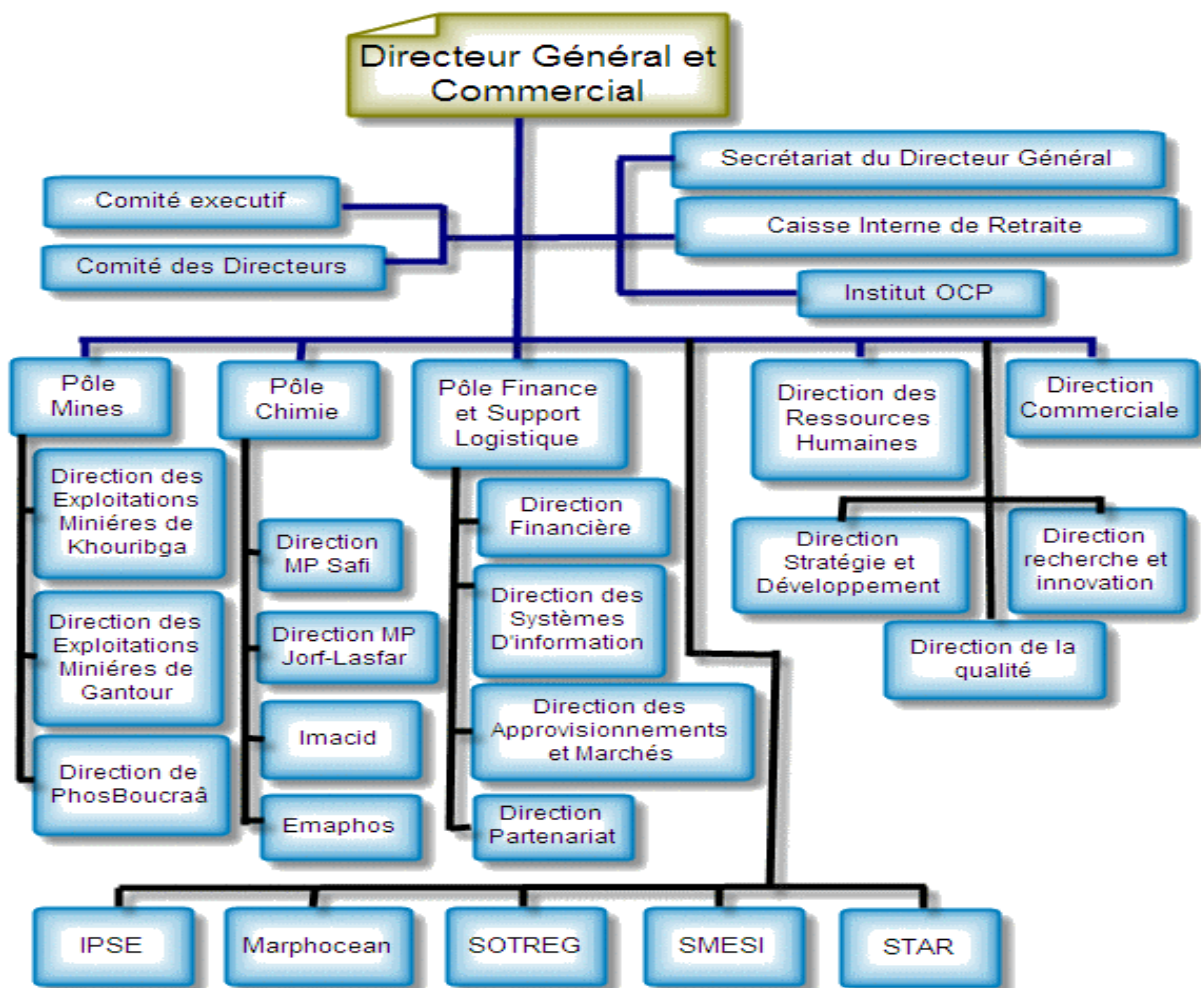 Directeur Général et
Commercial
Secrétariat du Directeur Général
Comité executif
Caisse Interne de Retraite
Comité des Directeurs
Institut OCP
Pôle
Mines
Pôle
Chimie
Pôle Finance
et Support
Logistique
Direction des
Ressources
Humaines
Direction
Commerciale
Direction des
Exploitations
Miniéres de
Khouribga
Direction des
Exploitations
Miniéres de
Gantour
Direction de
PhosBoucraâ
Direction
MP Safi
Direction MP
Jorf-Lasfar
Imacid
Emaphos
Direction
Financière
Direction des
Systèmes
D'information
Direction des
Approvisionnements
et Marchés
Direction
Partenariat
Direction
Stratégie et
Développement
Direction
recherche et
innovation
Direction de la
qualité
IPSE
Marphocean
SOTREG
SMESI
STAR